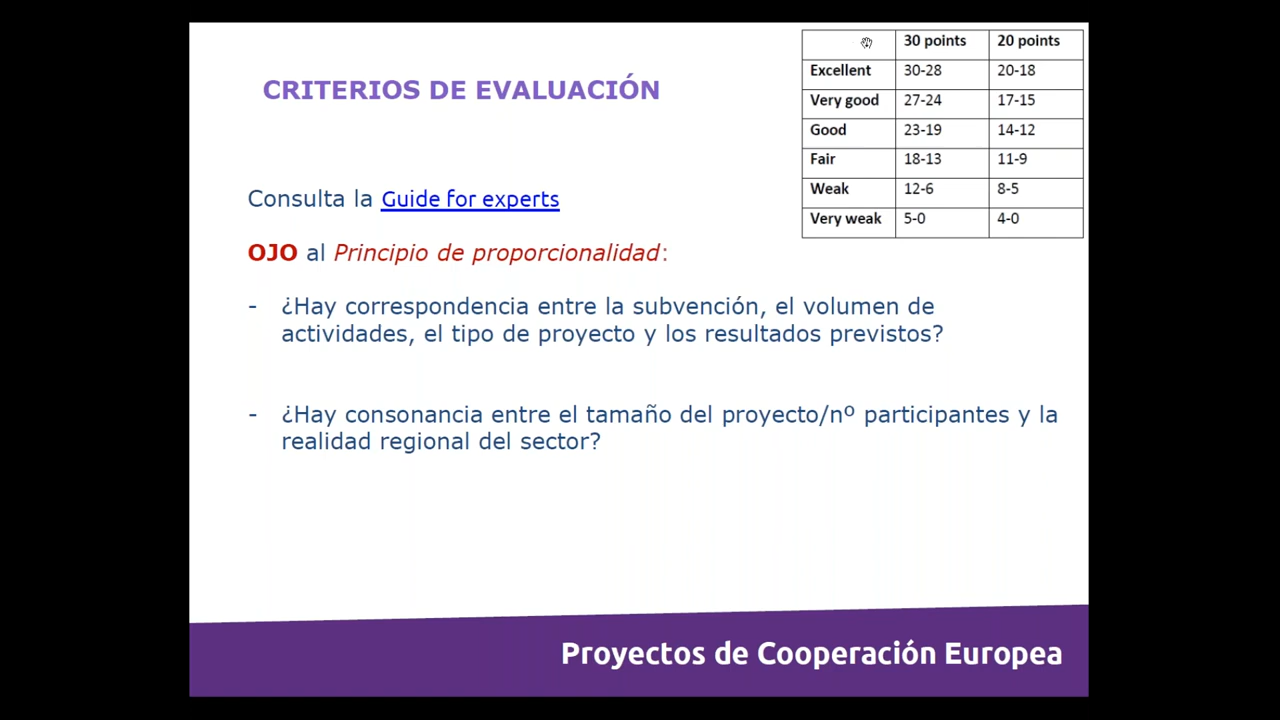 CRITERIOS DE EVALUACIÓN
30 points 20 points
Excellent 30-28 20-18
Very good 27-24 17-15
Good 23-19 14-12
Fair 18-13 11-9
Weak 12-6 8-5
Very weak 5-0 4-0
Consulta la Guide for experts
OJO al Principio de proporcionalidad:
- ¿Hay correspondencia entre la subvención, el volumen de
actividades, el tipo de proyecto y los resultados previstos?
- ¿Hay consonancia entre el tamaño del proyecto/nº participantes y la
realidad regional del sector?
Proyectos de Cooperación Europea